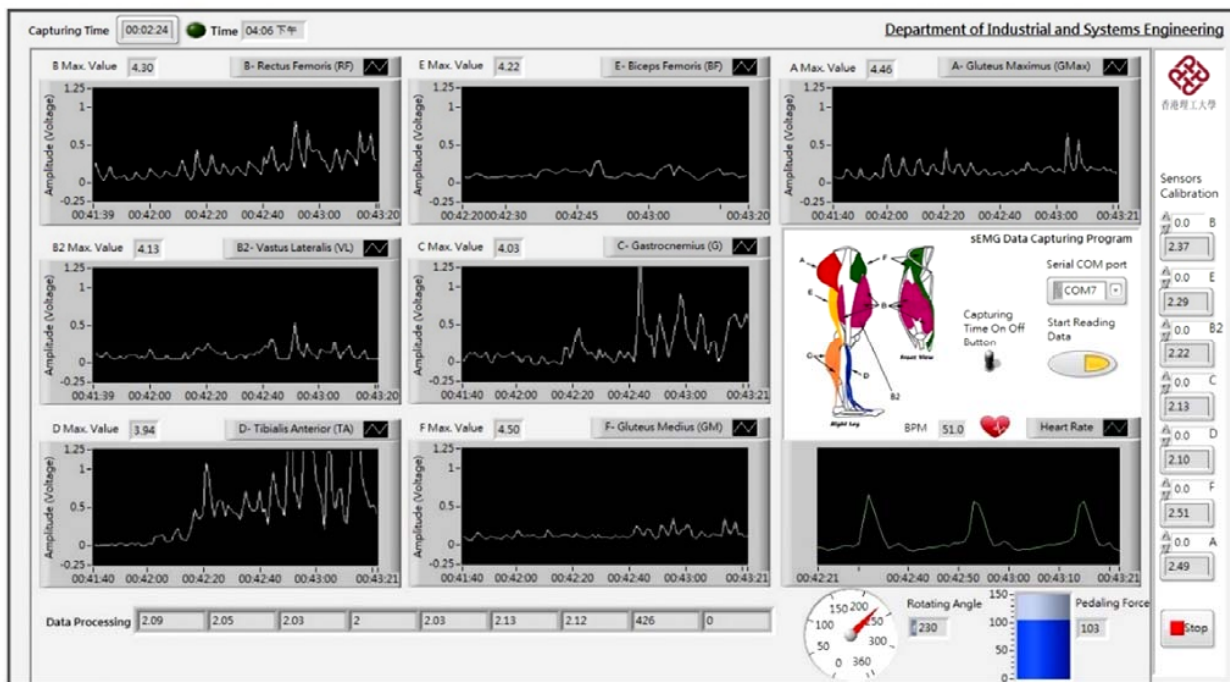 Capturing Time 00:02:24 Time 04:06 下午
Department of Industrial and Systems Engineering
B Max. Value 4.30 B- Rectus Femoris (RF)
Amplitude (Voltage)
1.25
1
0.5
0
-0.25
00:41:39 00:42:00 00:42:20 00:42:40 00:43:00 00:43:20
E Max. Value 4.22 E- Biceps Femoris (BF)
Amplitude (Voltage)
1.25
1
0.5
0
-0.25
00:42:20 00:42:30 00:42:45 00:43:00 00:43:20
A Max. Value 4.46 A- Gluteus Maximus (GMax)
Amplitude (Voltage)
1.25
1
0.5
0
-0.25
00:41:40 00:42:00 00:42:20 00:42:40 00:43:00 00:43:21
香港理工大學
B2 Max. Value 4.13 B2- Vastus Lateralis (VL)
Amplitude (Voltage)
1.25
1
0.5
0
-0.25
00:41:39 00:42:00 00:42:20 00:42:40 00:43:00 00:43:21
C Max. Value 4.03 C- Gastrocnemius (G)
Amplitude (Voltage)
1.25
1
0.5
0
-0.25
00:41:40 00:42:00 00:42:20 00:42:40 00:43:00 00:43:21
sEMG Data Capturing Program
A
F
E
B
C
D
B2
Front View
Right Leg
Serial COM port
COM7
Capturing
Time On Off
Button
Start Reading
Data
BPM 51.0 Heart Rate
00:42:21 00:42:40 00:42:50 00:43:00 00:43:10 00:43:21
D Max. Value 3.94 D- Tibialis Anterior (TA)
Amplitude (Voltage)
1.25
1
0.5
0
-0.25
00:41:40 00:42:00 00:42:20 00:42:40 00:43:00 00:43:21
F Max. Value 4.50 F- Gluteus Medius (GM)
Amplitude (Voltage)
1.25
1
0.5
0
-0.25
00:41:40 00:42:00 00:42:20 00:42:40 00:43:00 00:43:21
Sensors
Calibration
0.0 B
2.37
0.0 E
2.29
0.0 B2
2.22
0.0 C
2.13
0.0 D
2.10
0.0 F
2.51
0.0 A
2.49
Data Processing 2.09 2.05 2.03 2 2.03 2.13 2.12 426 0
0 50 100 150 200 250 300 360
Rotating Angle
230
150
100
50
0
Pedaling Force
103
Stop